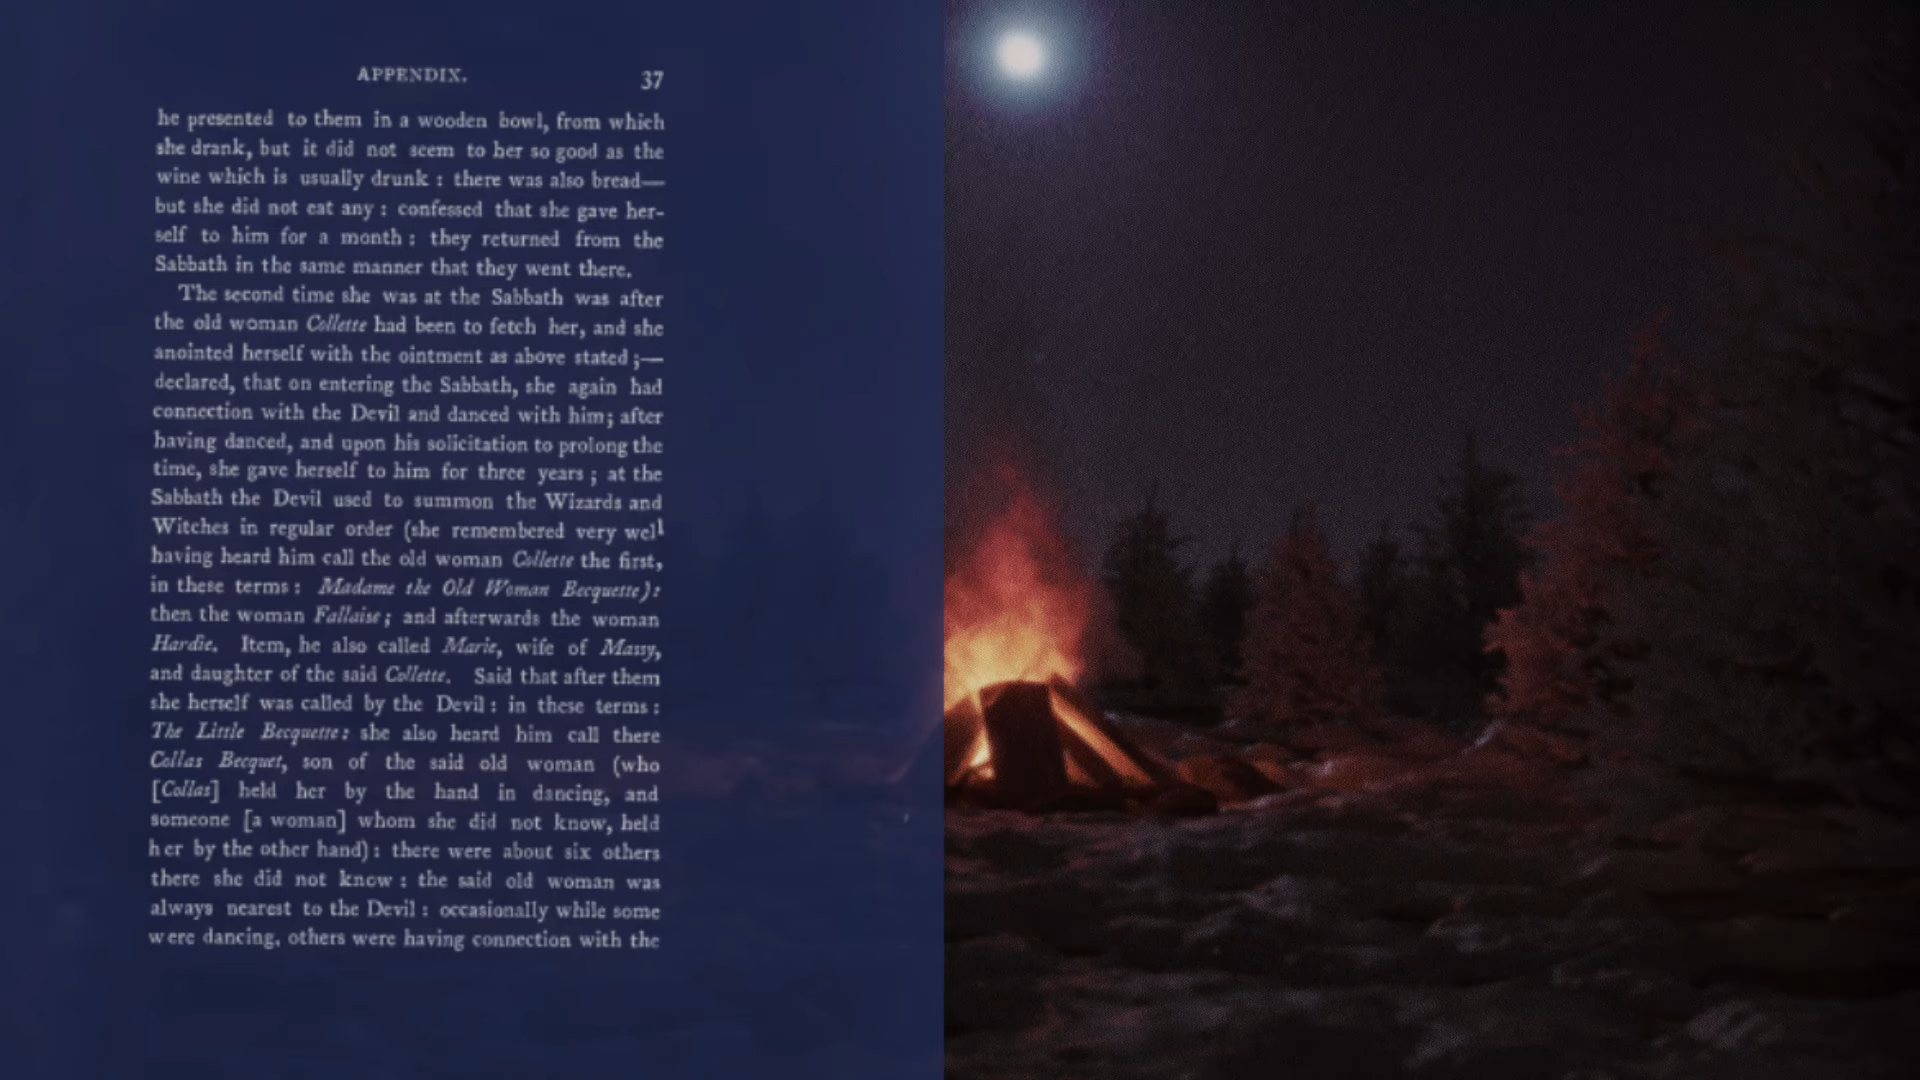 APPENDIX. 37
he presented to them in a wooden bowl, from which
she drank, but it did not seem to her so good as the
wine which is usually drunk : there was also bread—
but she did not eat any : confessed that she gave her-
self to him for a month : they returned from the
Sabbath in the same manner that they went there.
The second time she was at the Sabbath was after
the old woman Collette had been to fetch her, and she
anointed herself with the ointment as above stated ;—
declared, that on entering the Sabbath, she again had
connection with the Devil and danced with him; after
having danced, and upon his solicitation to prolong the
time, she gave herself to him for three years ; at the
Sabbath the Devil used to summon the Wizards and
Witches in regular order (she remembered very well
having heard him call the old woman Collette the first,
in these terms : Madame the Old Woman Becquette):
then the woman Fallaise ; and afterwards the woman
Hardie. Item, he also called Marie, wife of Massy,
and daughter of the said Collette. Said that after them
she herself was called by the Devil : in these terms :
The Little Becquette : she also heard him call there
Collas Becquet, son of the said old woman (who
[Collas] held her by the hand in dancing, and
someone [a woman] whom she did not know, held
her by the other hand) : there were about six others
there she did not know : the said old woman was
always nearest to the Devil : occasionally while some
were dancing, others were having connection with the